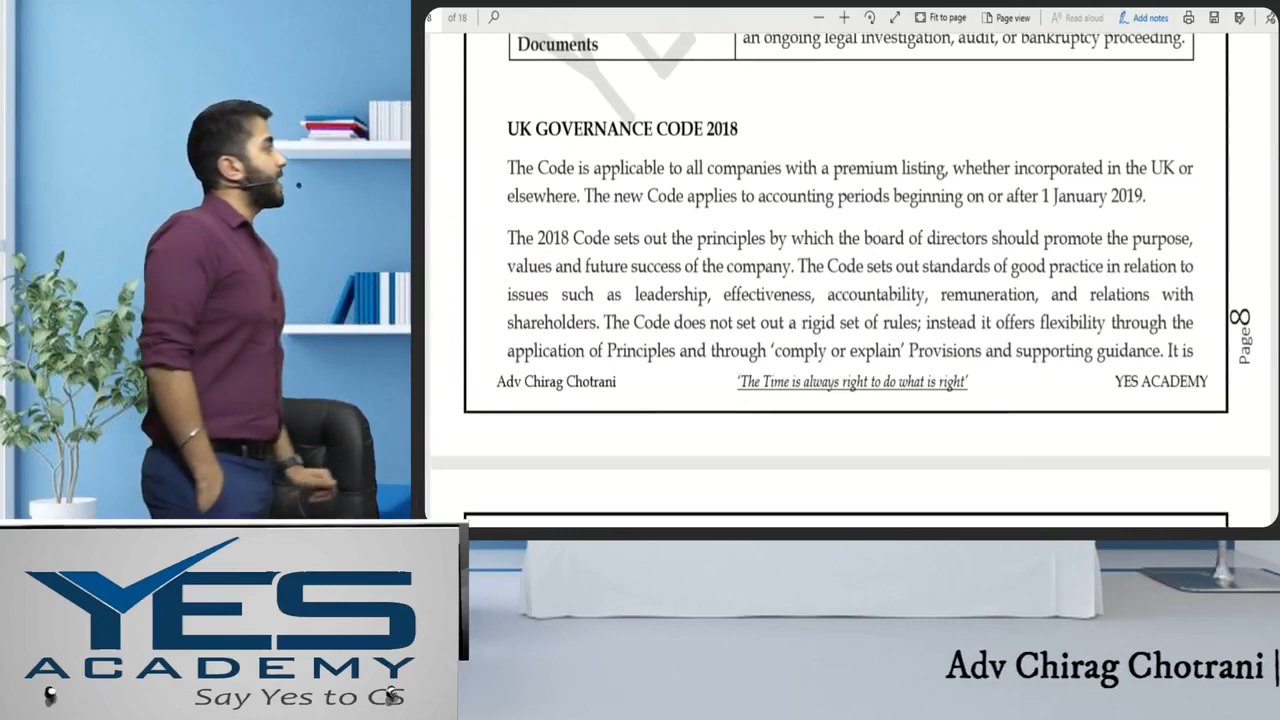 8 of 18
Fit to page
Page view
Read aloud
Add notes
Documents
an ongoing legal investigation, audit, or bankruptcy proceeding.
UK GOVERNANCE CODE 2018
The Code is applicable to all companies with a premium listing, whether incorporated in the UK or
elsewhere. The new Code applies to accounting periods beginning on or after 1 January 2019.
The 2018 Code sets out the principles by which the board of directors should promote the purpose,
values and future success of the company. The Code sets out standards of good practice in relation to
issues such as leadership, effectiveness, accountability, remuneration, and relations with
shareholders. The Code does not set out a rigid set of rules; instead it offers flexibility through the
application of Principles and through ‘comply or explain’ Provisions and supporting guidance. It is
Page8
Adv Chirag Chotrani
‘The Time is always right to do what is right’
YES ACADEMY
YES
ACADEMY
Say Yes to CS
Adv Chirag Chotrani |